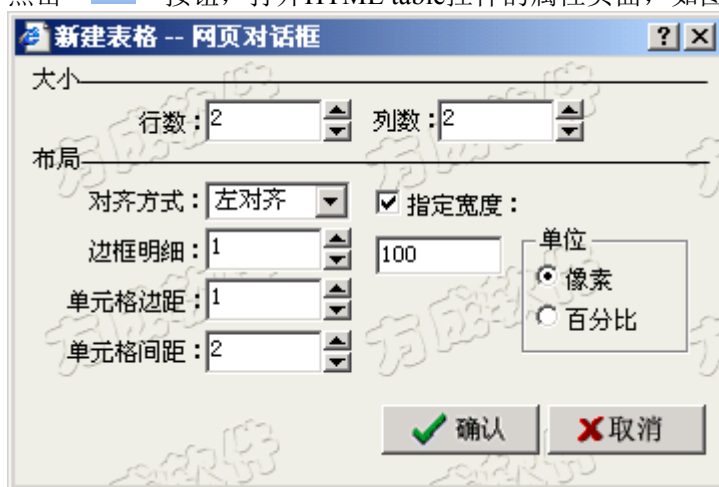 点击 按钮，打开HTML table控件的属性页面，如图
新建表格 -- 网页对话框
大小
行数：2 列数：2
布局
对齐方式：左对齐 指定宽度：
边框明细：1 100 单位
像素
单元格边距：1 百分比
单元格间距：2
确认 取消
方成软件